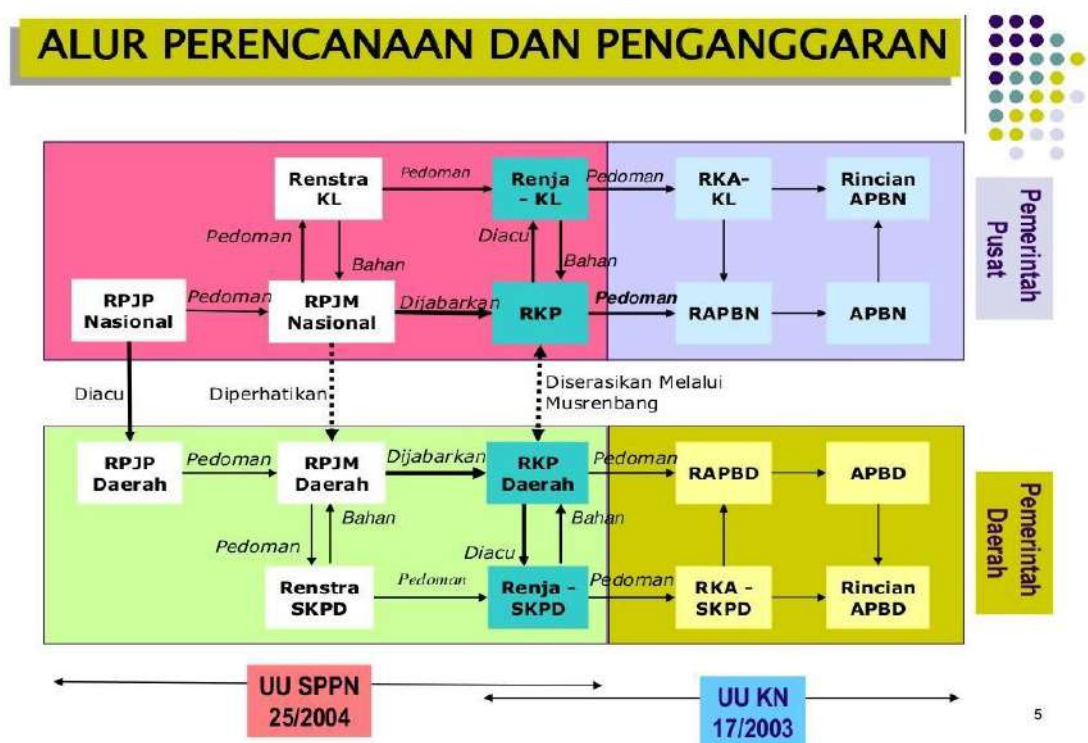 ALUR PERENCANAAN DAN PENGANGGARAN
Renstra
KL
Pedoman
Renja
- KL
Pedoman
RKA-
KL
Rincian
APBN
Pedoman
Bahan
Diacu
Bahan
RPJP
Nasional
Pedoman
RPJM
Nasional
Dijabarkan
RKP
Pedoman
RAPBN
APBN
Pemerintah
Pusat
Diacu
Diperhatikan
Diserasikan Melalui
Musrenbang
RPJP
Daerah
Pedoman
RPJM
Daerah
Dijabarkan
RKP
Daerah
Pedoman
RAPBD
APBD
Pedoman
Bahan
Diacu
Bahan
Renstra
SKPD
Pedoman
Renja -
SKPD
Pedoman
RKA -
SKPD
Rincian
APBD
Pemerintah
Daerah
UU SPPN
25/2004
UU KN
17/2003
5